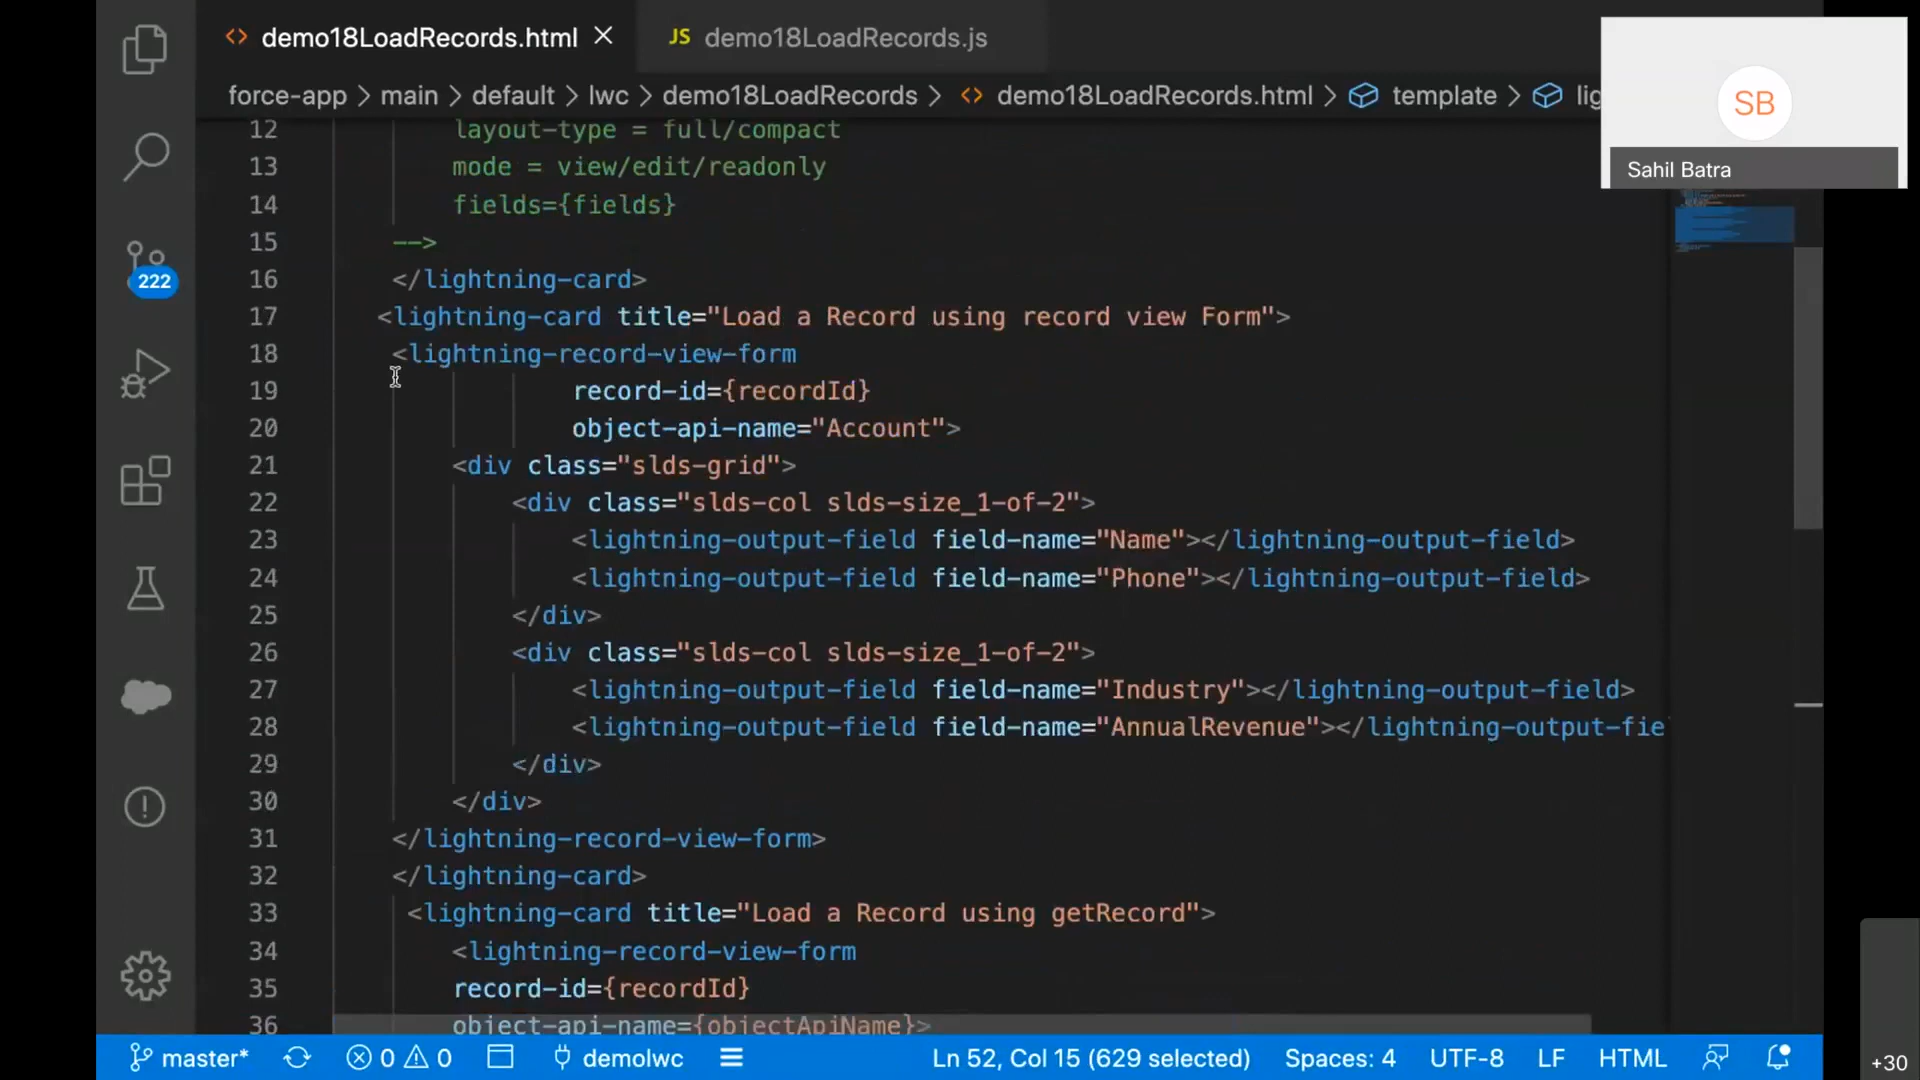 demo18LoadRecords.html
JS demo18LoadRecords.js
force-app > main > default > lwc > demo18LoadRecords > demo18LoadRecords.html > template > lig
SB
Sahil Batra
12 layout-type = full/compact
13 mode = view/edit/readonly
14 fields={fields}
15 -->
16 </lightning-card>
17 <lightning-card title="Load a Record using record view Form">
18 <lightning-record-view-form
19 record-id={recordId}
20 object-api-name="Account">
21 <div class="slds-grid">
22 <div class="slds-col slds-size_1-of-2">
23 <lightning-output-field field-name="Name"></lightning-output-field>
24 <lightning-output-field field-name="Phone"></lightning-output-field>
25 </div>
26 <div class="slds-col slds-size_1-of-2">
27 <lightning-output-field field-name="Industry"></lightning-output-field>
28 <lightning-output-field field-name="AnnualRevenue"></lightning-output-fie
29 </div>
30 </div>
31 </lightning-record-view-form>
32 </lightning-card>
33 <lightning-card title="Load a Record using getRecord">
34 <lightning-record-view-form
35 record-id={recordId}
36 object-api-name={objectApiName}>
222
master* 0 0 demolwc Ln 52, Col 15 (629 selected) Spaces: 4 UTF-8 LF HTML
+30